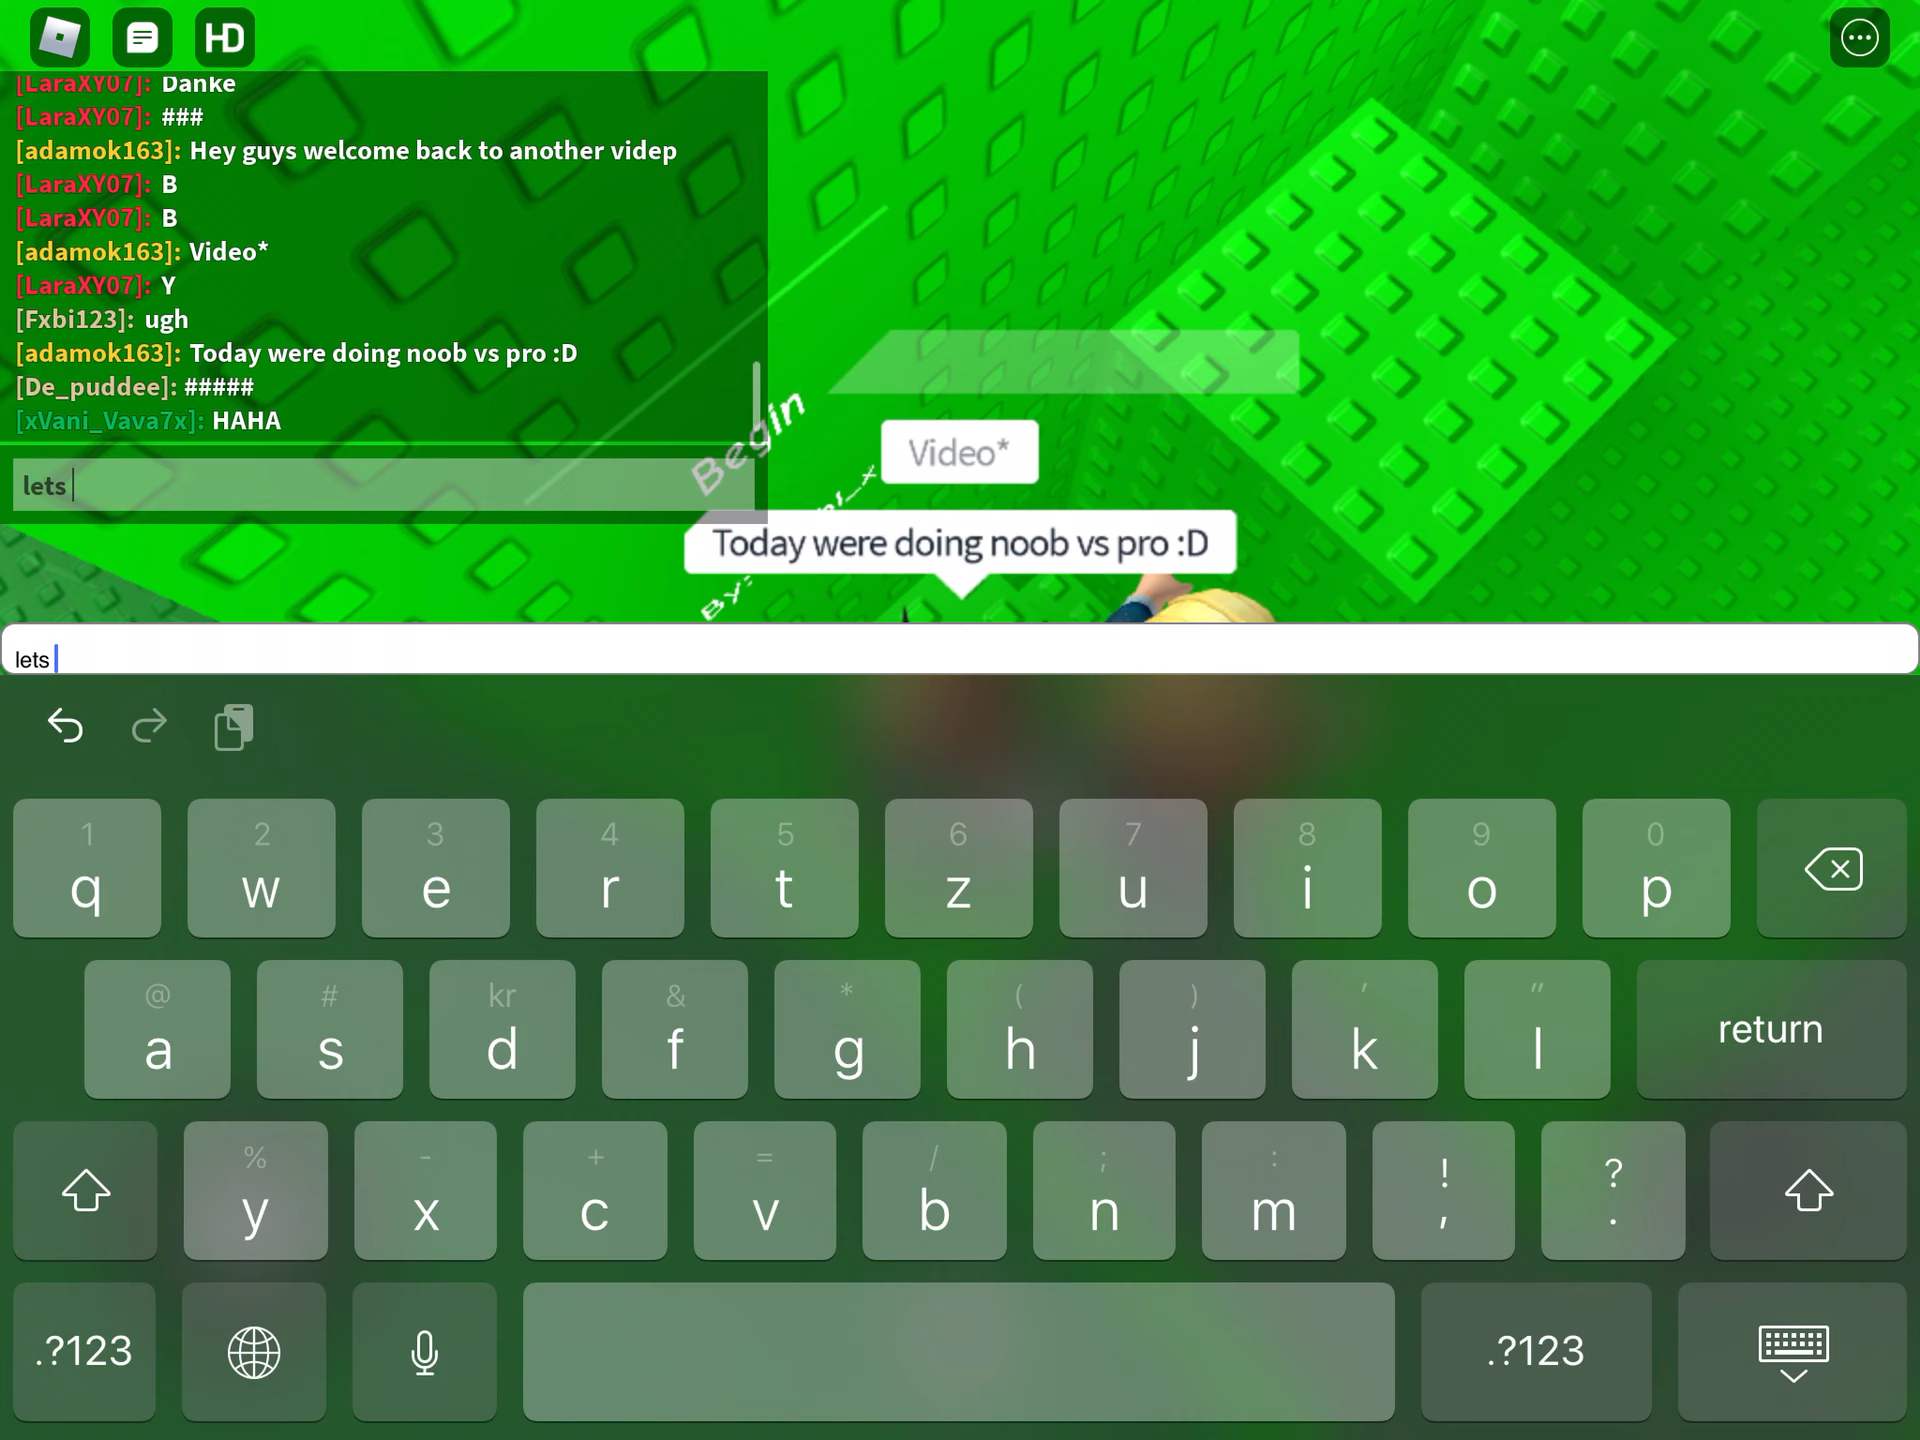 HD
[LaraXY07]: Danke
[LaraXY07]: ###
[adamok163]: Hey guys welcome back to another videp
[LaraXY07]: B
[LaraXY07]: B
[adamok163]: Video*
[LaraXY07]: Y
[Fxbi123]: ugh
[adamok163]: Today were doing noob vs pro :D
[De_puddee]: #####
[xVani_Vava7x]: HAHA
lets
Begin
Video*
Today were doing noob vs pro :D
By:
lets
1 2 3 4 5 6 7 8 9 0
q w e r t z u i o p
@ # kr & * ( ) ' "
a s d f g h j k l return
% - + = / ; : ! ?
y x c v b n m , .
.?123 .?123